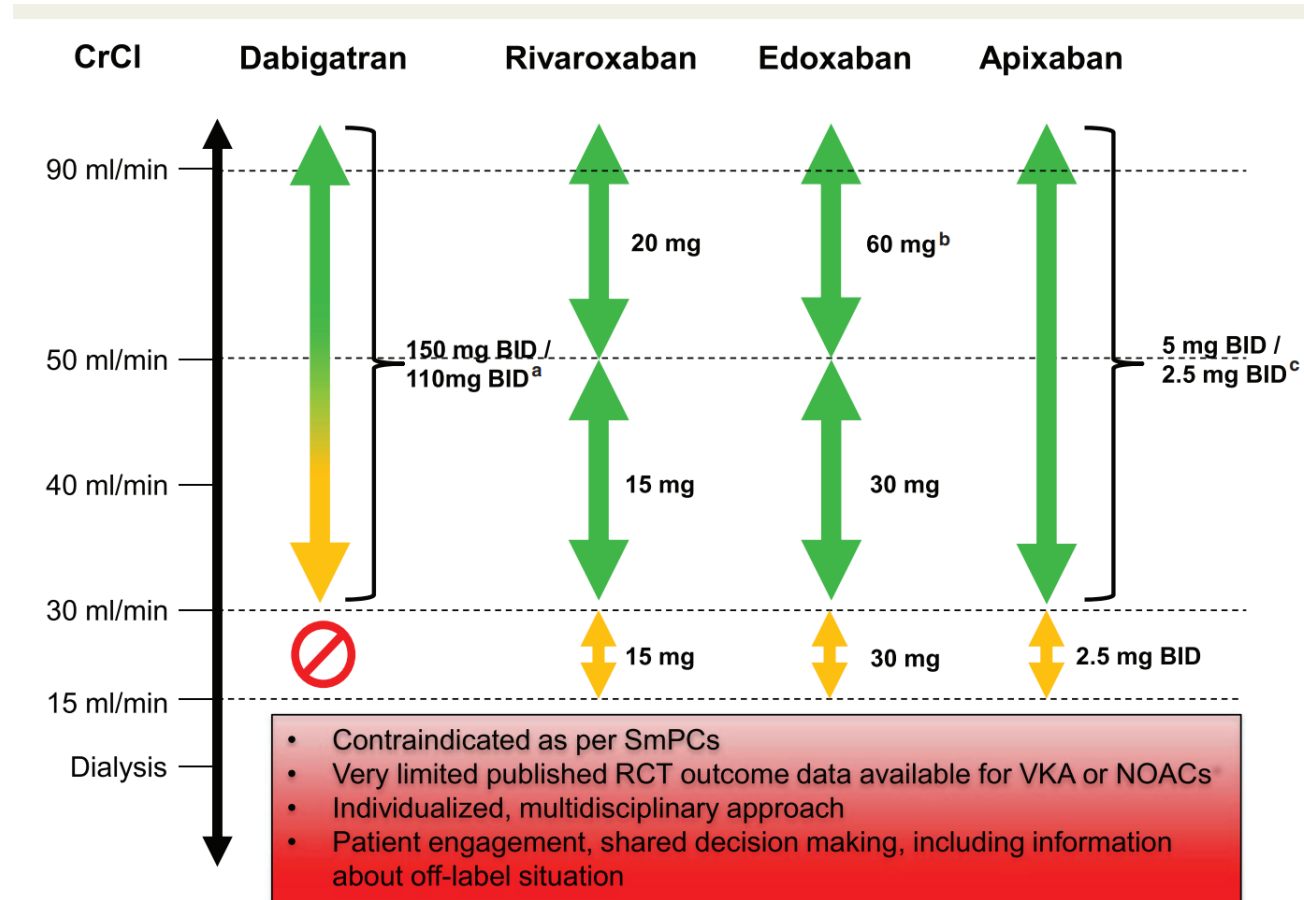 CrCl Dabigatran Rivaroxaban Edoxaban Apixaban
90 ml/min
20 mg
60 mg b
50 ml/min
150 mg BID /
110mg BID a
5 mg BID /
2.5 mg BID c
40 ml/min
15 mg
30 mg
30 ml/min
15 mg
30 mg
2.5 mg BID
15 ml/min
Dialysis
• Contraindicated as per SmPCs
• Very limited published RCT outcome data available for VKA or NOACs
• Individualized, multidisciplinary approach
• Patient engagement, shared decision making, including information
about off-label situation